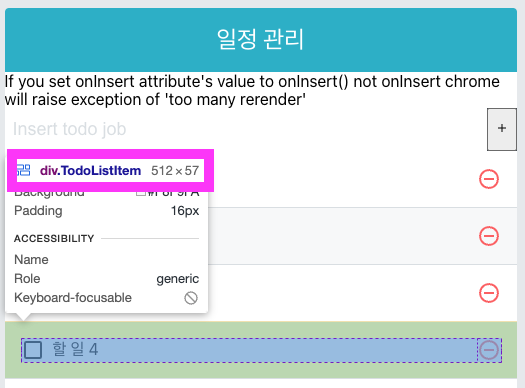 일정 관리
If you set onInsert attribute's value to onInsert() not onInsert chrome
will raise exception of 'too many rerender'
Insert todo job
+
div.TodoListItem 512 × 57
Background #F8F9FA
Padding 16px
ACCESSIBILITY
Name
Role generic
Keyboard-focusable
할 일 4